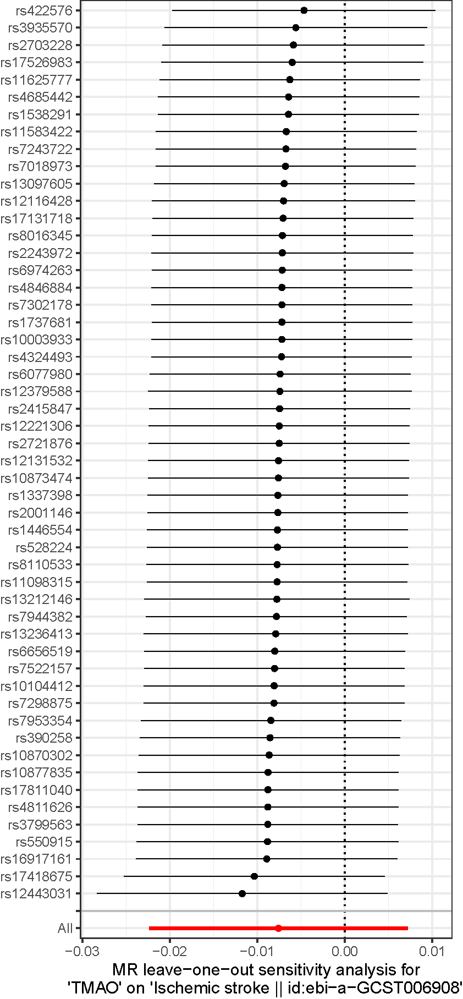 rs422576
rs3935570
rs2703228
rs17526983
rs11625777
rs4685442
rs1538291
rs11583422
rs7243722
rs7018973
rs13097605
rs12116428
rs17131718
rs8016345
rs2243972
rs6974263
rs4846884
rs7302178
rs1737681
rs10003933
rs4324493
rs6077980
rs12379588
rs2415847
rs12221306
rs2721876
rs12131532
rs10873474
rs1337398
rs2001146
rs1446554
rs528224
rs8110533
rs11098315
rs13212146
rs7944382
rs13236413
rs6656519
rs7522157
rs10104412
rs7298875
rs7953354
rs390258
rs10870302
rs10877835
rs17811040
rs4811626
rs3799563
rs550915
rs16917161
rs17418675
rs12443031
All
−0.03 −0.02 −0.01 0.00 0.01
MR leave−one−out sensitivity analysis for
'TMAO' on 'Ischemic stroke || id:ebi−a−GCST006908'